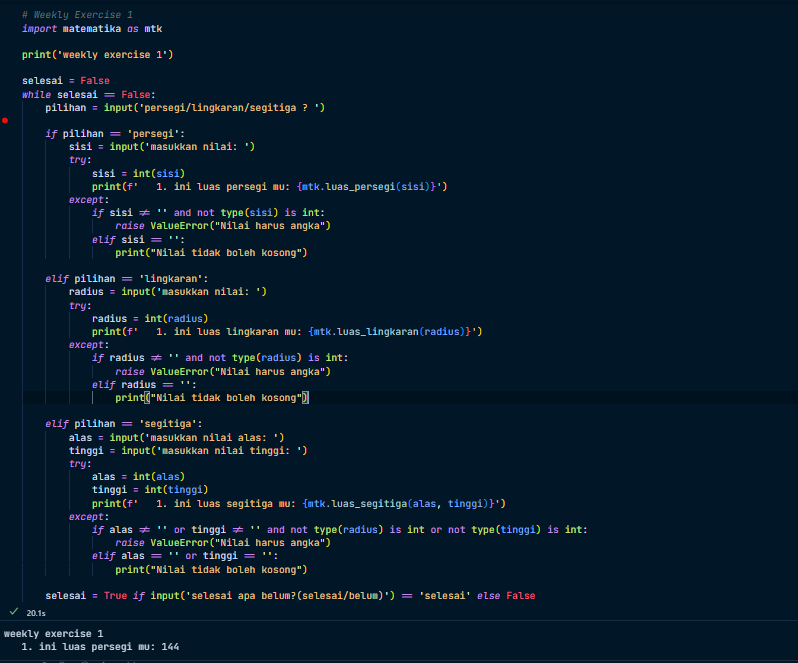 # Weekly Exercise 1
import matematika as mtk
print('weekly exercise 1')
selesai = False
while selesai == False:
pilihan = input('persegi/lingkaran/segitiga ? ')
if pilihan == 'persegi':
sisi = input('masukkan nilai: ')
try:
sisi = int(sisi)
print(f'   1. ini luas persegi mu: {mtk.luas_persegi(sisi)}')
except:
if sisi != '' and not type(sisi) is int:
raise ValueError("Nilai harus angka")
elif sisi == '':
print("Nilai tidak boleh kosong")
elif pilihan == 'lingkaran':
radius = input('masukkan nilai: ')
try:
radius = int(radius)
print(f'   1. ini luas lingkaran mu: {mtk.luas_lingkaran(radius)}')
except:
if radius != '' and not type(radius) is int:
raise ValueError("Nilai harus angka")
elif radius == '':
print("Nilai tidak boleh kosong")
elif pilihan == 'segitiga':
alas = input('masukkan nilai alas: ')
tinggi = input('masukkan nilai tinggi: ')
try:
alas = int(alas)
tinggi = int(tinggi)
print(f'   1. ini luas segitiga mu: {mtk.luas_segitiga(alas, tinggi)}')
except:
if alas != '' or tinggi != '' and not type(radius) is int or not type(tinggi) is int:
raise ValueError("Nilai harus angka")
elif alas == '' or tinggi == '':
print("Nilai tidak boleh kosong")
selesai = True if input('selesai apa belum?(selesai/belum)') == 'selesai' else False
20.1s
weekly exercise 1
1. ini luas persegi mu: 144